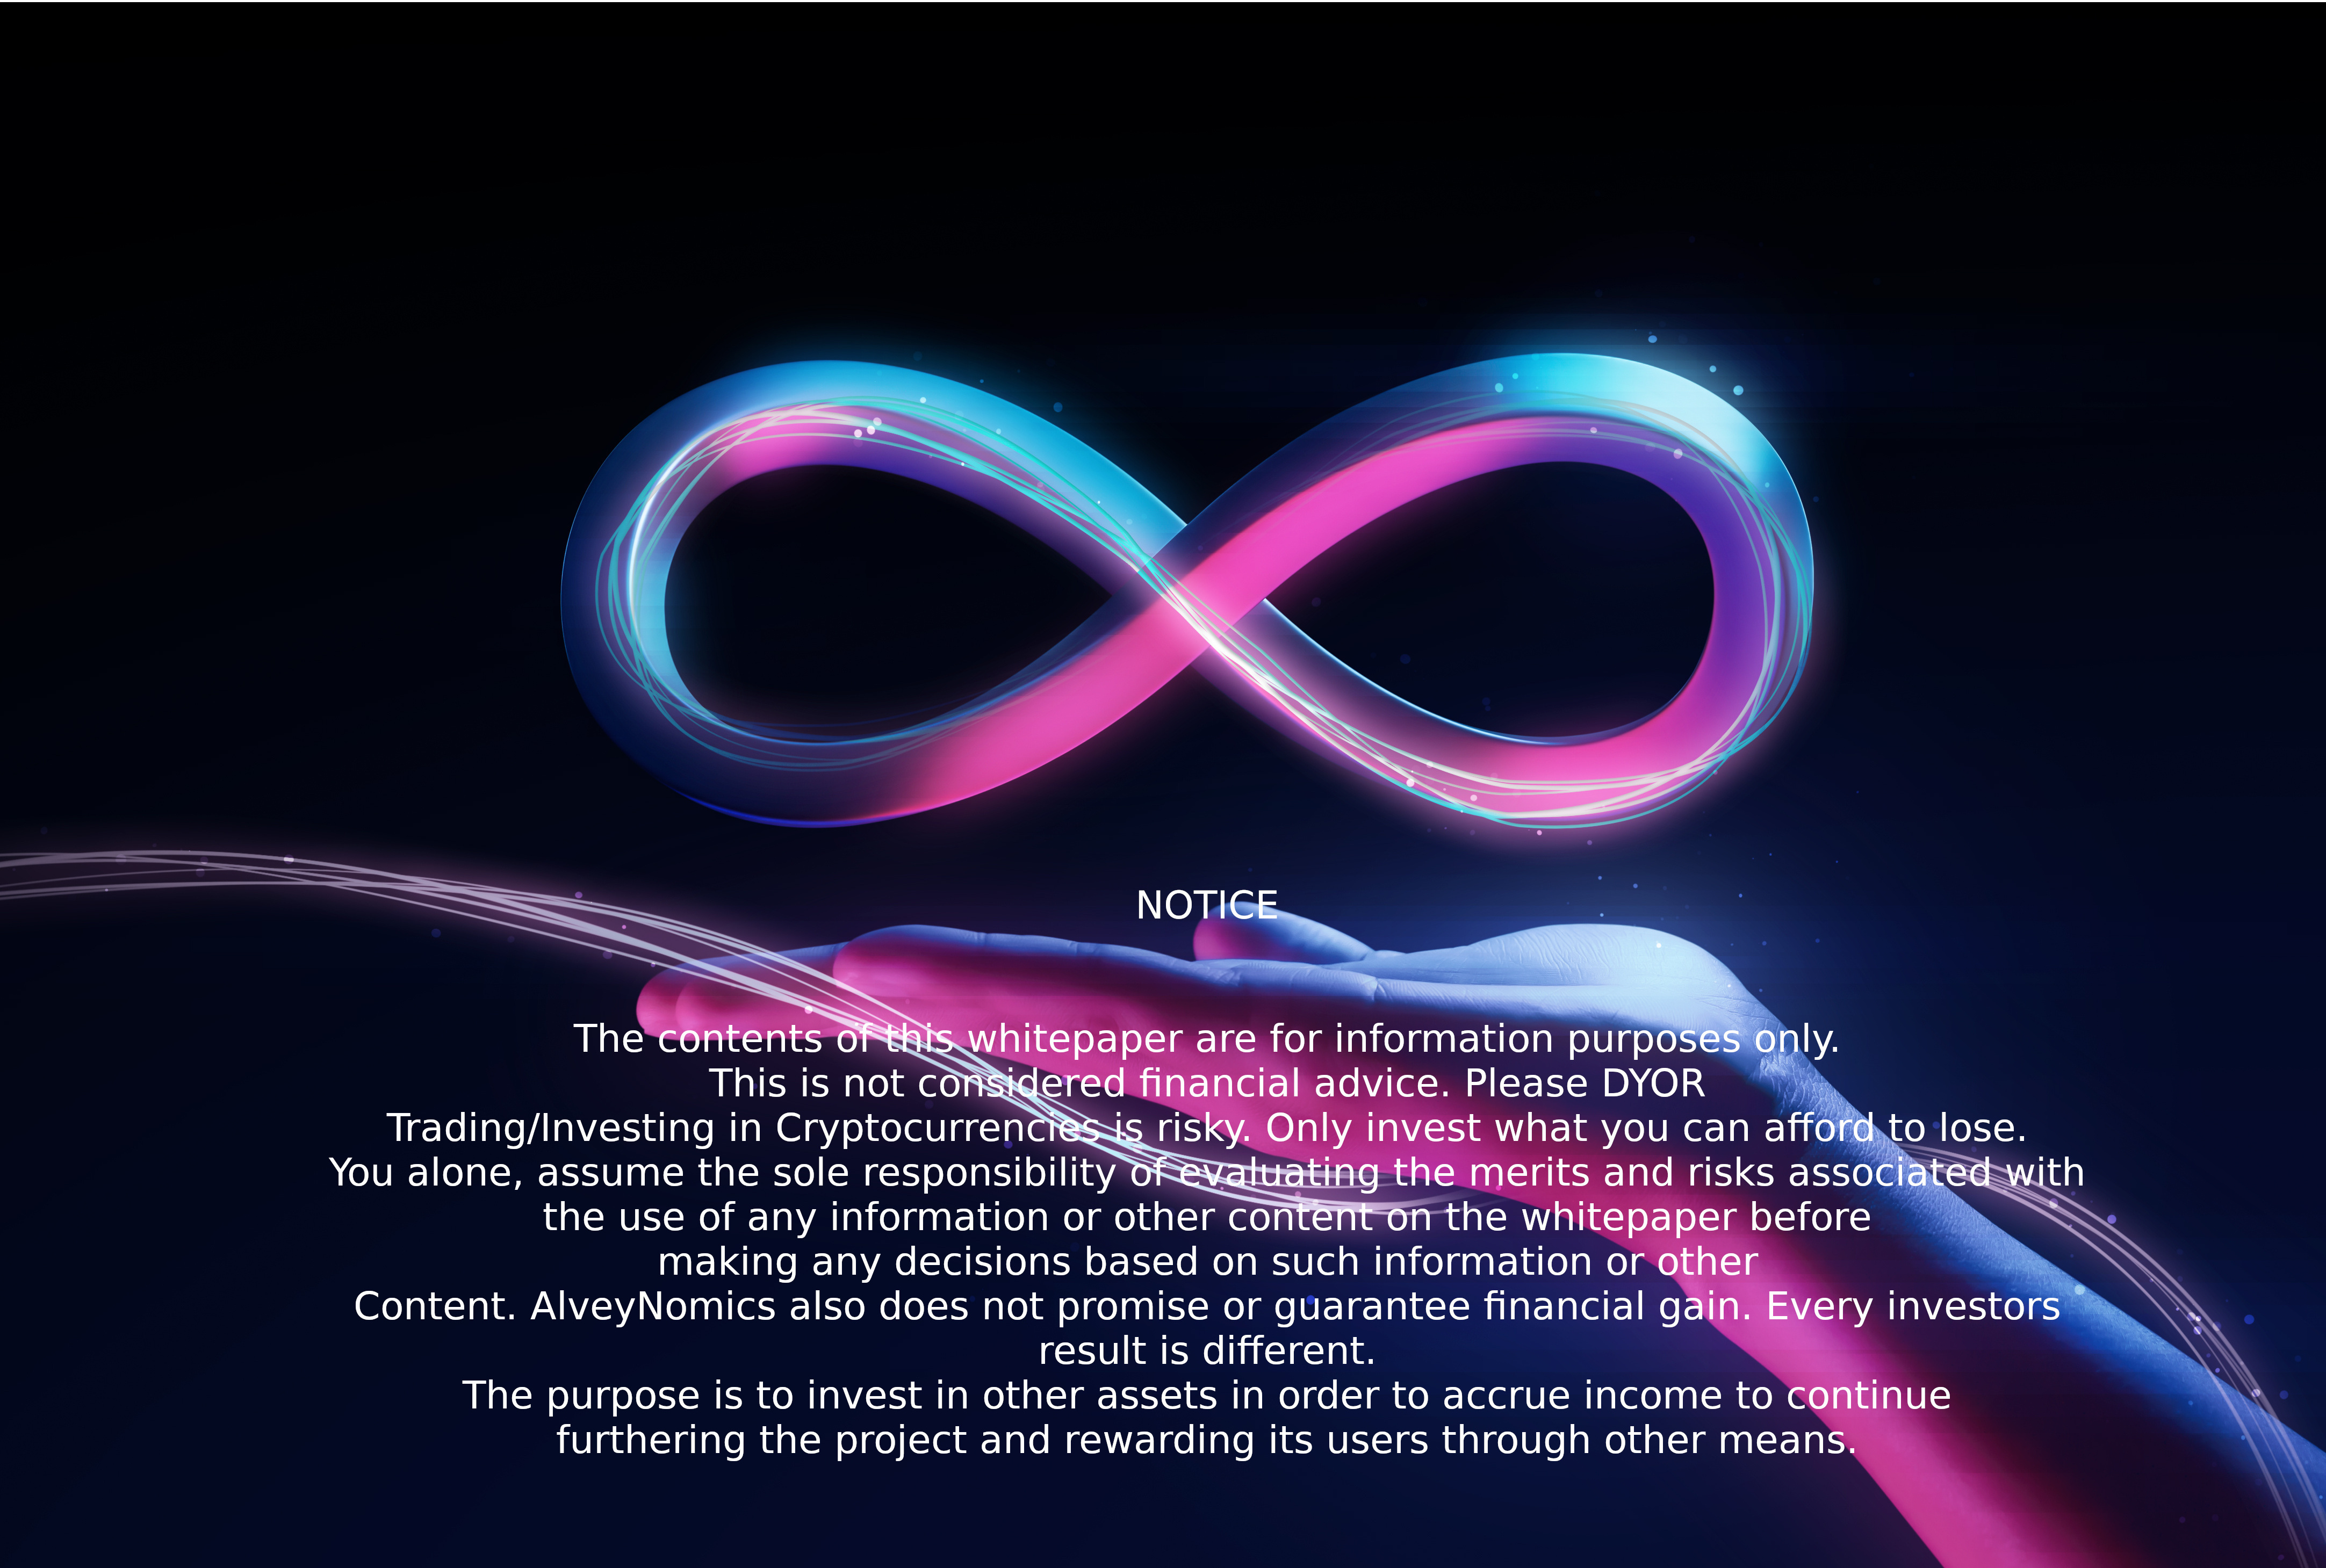 NOTICE
The contents of this whitepaper are for information purposes only.
This is not considered financial advice. Please DYOR
Trading/Investing in Cryptocurrencies is risky. Only invest what you can afford to lose.
You alone, assume the sole responsibility of evaluating the merits and risks associated with
the use of any information or other content on the whitepaper before
making any decisions based on such information or other
Content. AlveyNomics also does not promise or guarantee financial gain. Every investors
result is different.
The purpose is to invest in other assets in order to accrue income to continue
furthering the project and rewarding its users through other means.